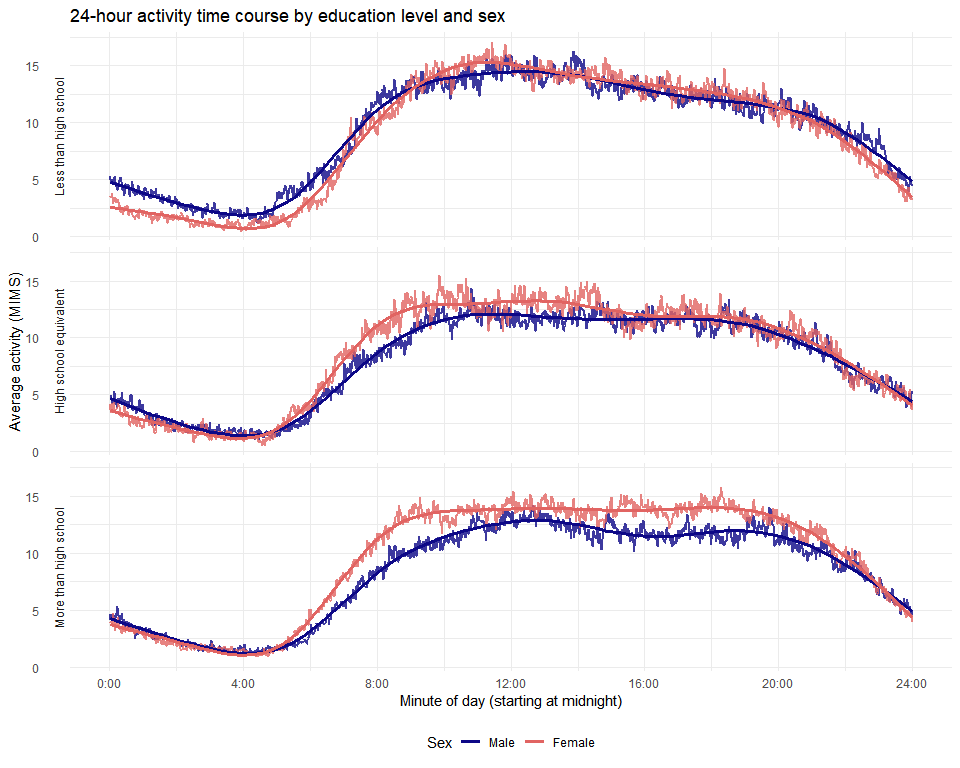 24-hour activity time course by education level and sex
Average activity (MIMS)
Less than high school
15
10
5
0
High school equivalent
15
10
5
0
More than high school
15
10
5
0
0:00 4:00 8:00 12:00 16:00 20:00 24:00
Minute of day (starting at midnight)
Sex Male Female